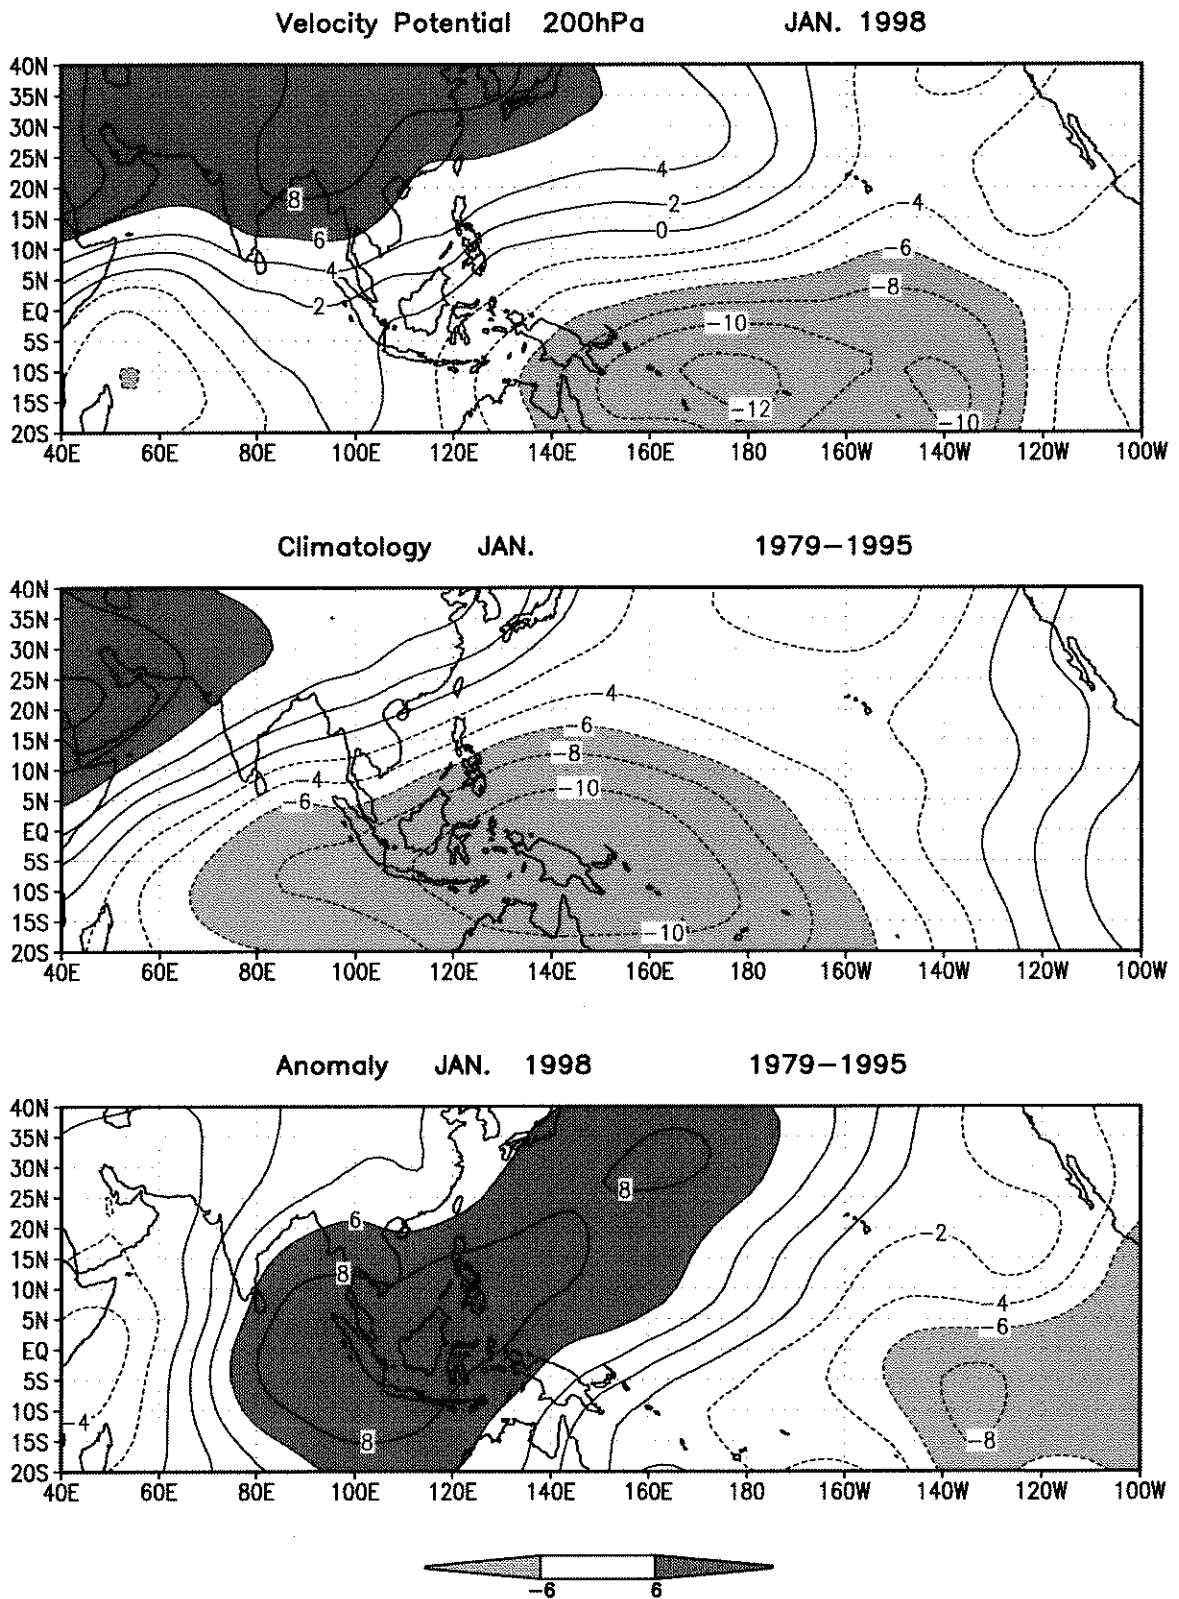 Velocity Potential 200hPa JAN. 1998
40N
35N
30N
25N
20N
15N
10N
5N
EQ
5S
10S
15S
20S
8
6
4
2
4
2
0
-4
-6
-8
-10
-12
-10
40E 60E 80E 100E 120E 140E 160E 180 160W 140W 120W 100W
Climatology JAN. 1979-1995
40N
35N
30N
25N
20N
15N
10N
5N
EQ
5S
10S
15S
20S
-4
-6
-8
-4
-10
-6
-10
40E 60E 80E 100E 120E 140E 160E 180 160W 140W 120W 100W
Anomaly JAN. 1998 1979-1995
40N
35N
30N
25N
20N
15N
10N
5N
EQ
5S
10S
15S
20S
8
6
-2
8
-4
-6
-4
8
-8
40E 60E 80E 100E 120E 140E 160E 180 160W 140W 120W 100W
-6 6